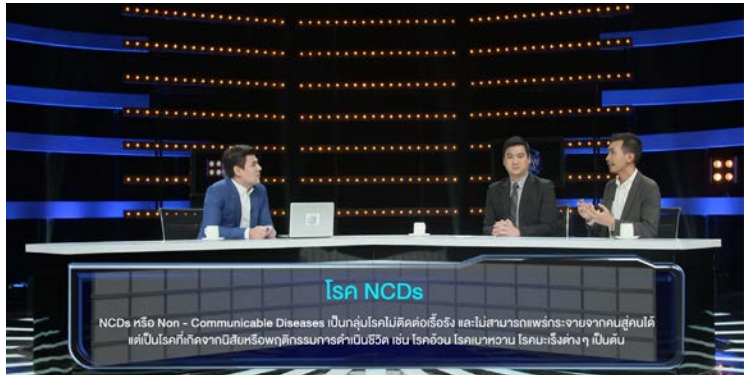 โรค NCDs
NCDs หรือ Non - Communicable Diseases เป็นกลุ่มโรคไม่ติดต่อเรื้อรัง และไม่สามารถแพร่กระจายจากคนสู่คนได้
แต่เป็นโรคที่เกิดจากนิสัยหรือพฤติกรรมการดำเนินชีวิต เช่น โรคอ้วน โรคเบาหวาน โรคมะเร็งต่างๆ เป็นต้น